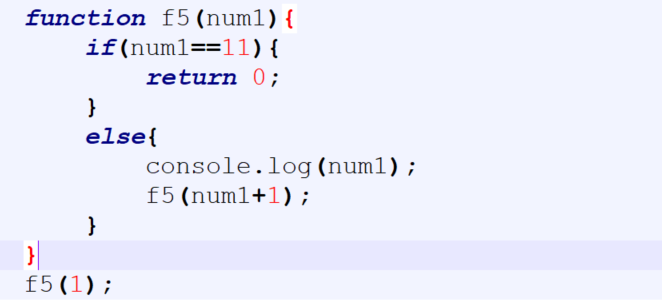 function f5(num1){
if(num1==11){
return 0;
}
else{
console.log(num1);
f5(num1+1);
}
}
f5(1);